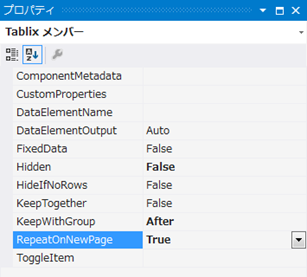 プロパティ
Tablix メンバー
ComponentMetadata
CustomProperties
DataElementName
DataElementOutput Auto
FixedData False
Hidden False
HideIfNoRows False
KeepTogether False
KeepWithGroup After
RepeatOnNewPage True
ToggleItem